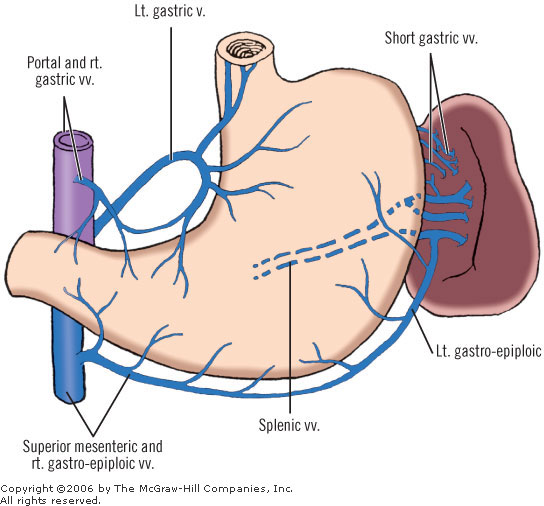 Lt. gastric v.
Portal and rt.
gastric vv.
Short gastric vv.
Lt. gastro-epiploic
Splenic vv.
Superior mesenteric and
rt. gastro-epiploic vv.
Copyright ©2006 by The McGraw-Hill Companies, Inc.
All rights reserved.